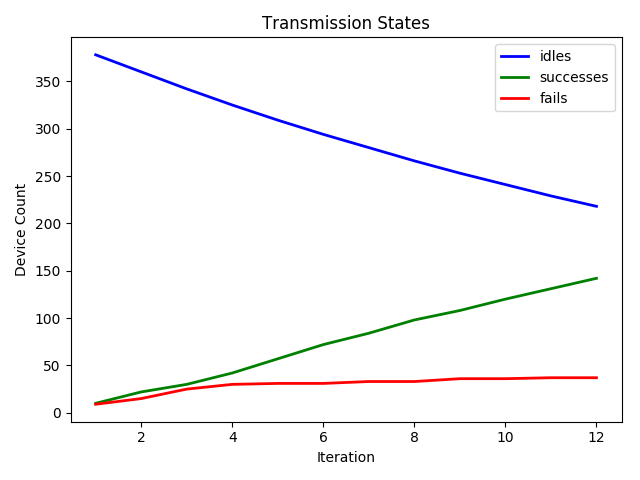 Transmission States
idles
successes
fails
350
300
250
200
150
100
50
0
Device Count
2 4 6 8 10 12
Iteration